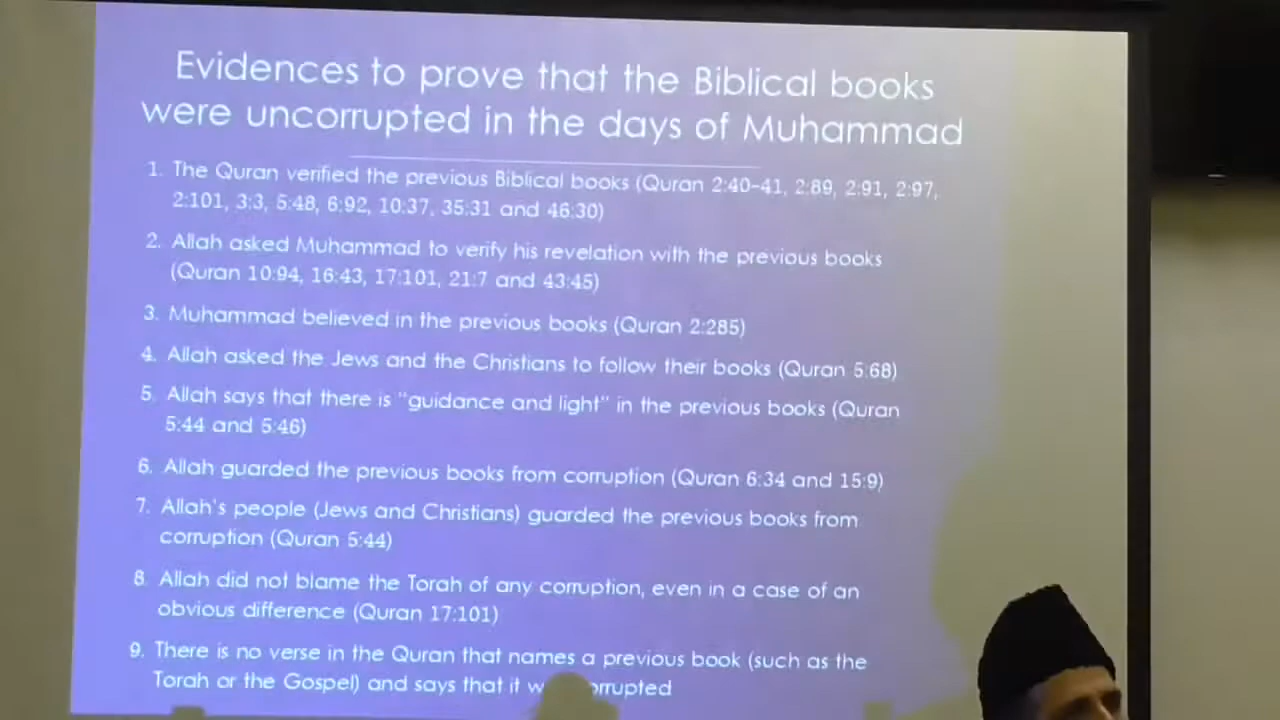 Evidences to prove that the Biblical books
were uncorrupted in the days of Muhammad
1. The Quran verified the previous Biblical books (Quran 2:40-41, 2:89, 2:91, 2:97,
2:101, 3:3, 5:48, 6:92, 10:37, 35:31 and 46:30)
2. Allah asked Muhammad to verify his revelation with the previous books
(Quran 10:94, 16:43, 17:101, 21:7 and 43:45)
3. Muhammad believed in the previous books (Quran 2:285)
4. Allah asked the Jews and the Christians to follow their books (Quran 5:68)
5. Allah says that there is "guidance and light" in the previous books (Quran
5:44 and 5:46)
6. Allah guarded the previous books from corruption (Quran 6:34 and 15:9)
7. Allah's people (Jews and Christians) guarded the previous books from
corruption (Quran 5:44)
8. Allah did not blame the Torah of any corruption, even in a case of an
obvious difference (Quran 17:101)
9. There is no verse in the Quran that names a previous book (such as the
Torah or the Gospel) and says that it